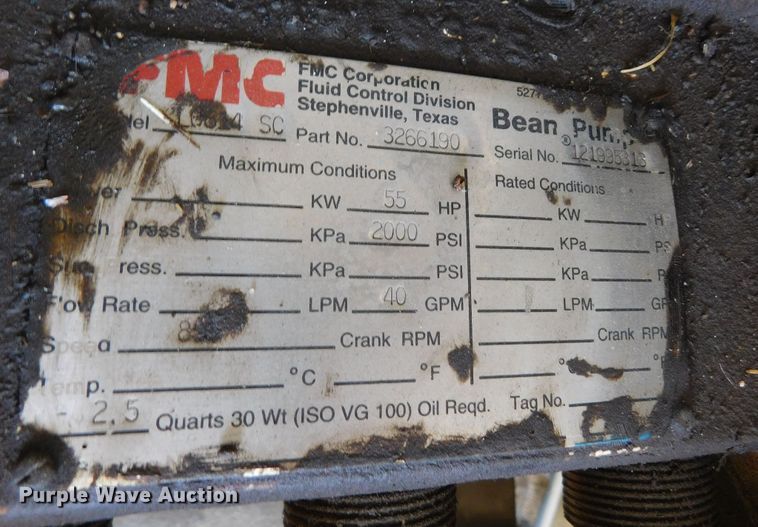 FMC FMC Corporation
Fluid Control Division
Stephenville, Texas
Bean Pump
®
SC Part No. 3266190 Serial No.
Maximum Conditions Rated Conditions
KW 55 HP KW
Disch Press. KPa 2000 PSI KPa
KPa PSI KPa
Flow Rate LPM 40 GPM LPM
Speed Crank RPM Crank RPM
Temp. °C °F °
- 2.5 Quarts 30 Wt (ISO VG 100) Oil Reqd. Tag No.
Purple Wave Auction